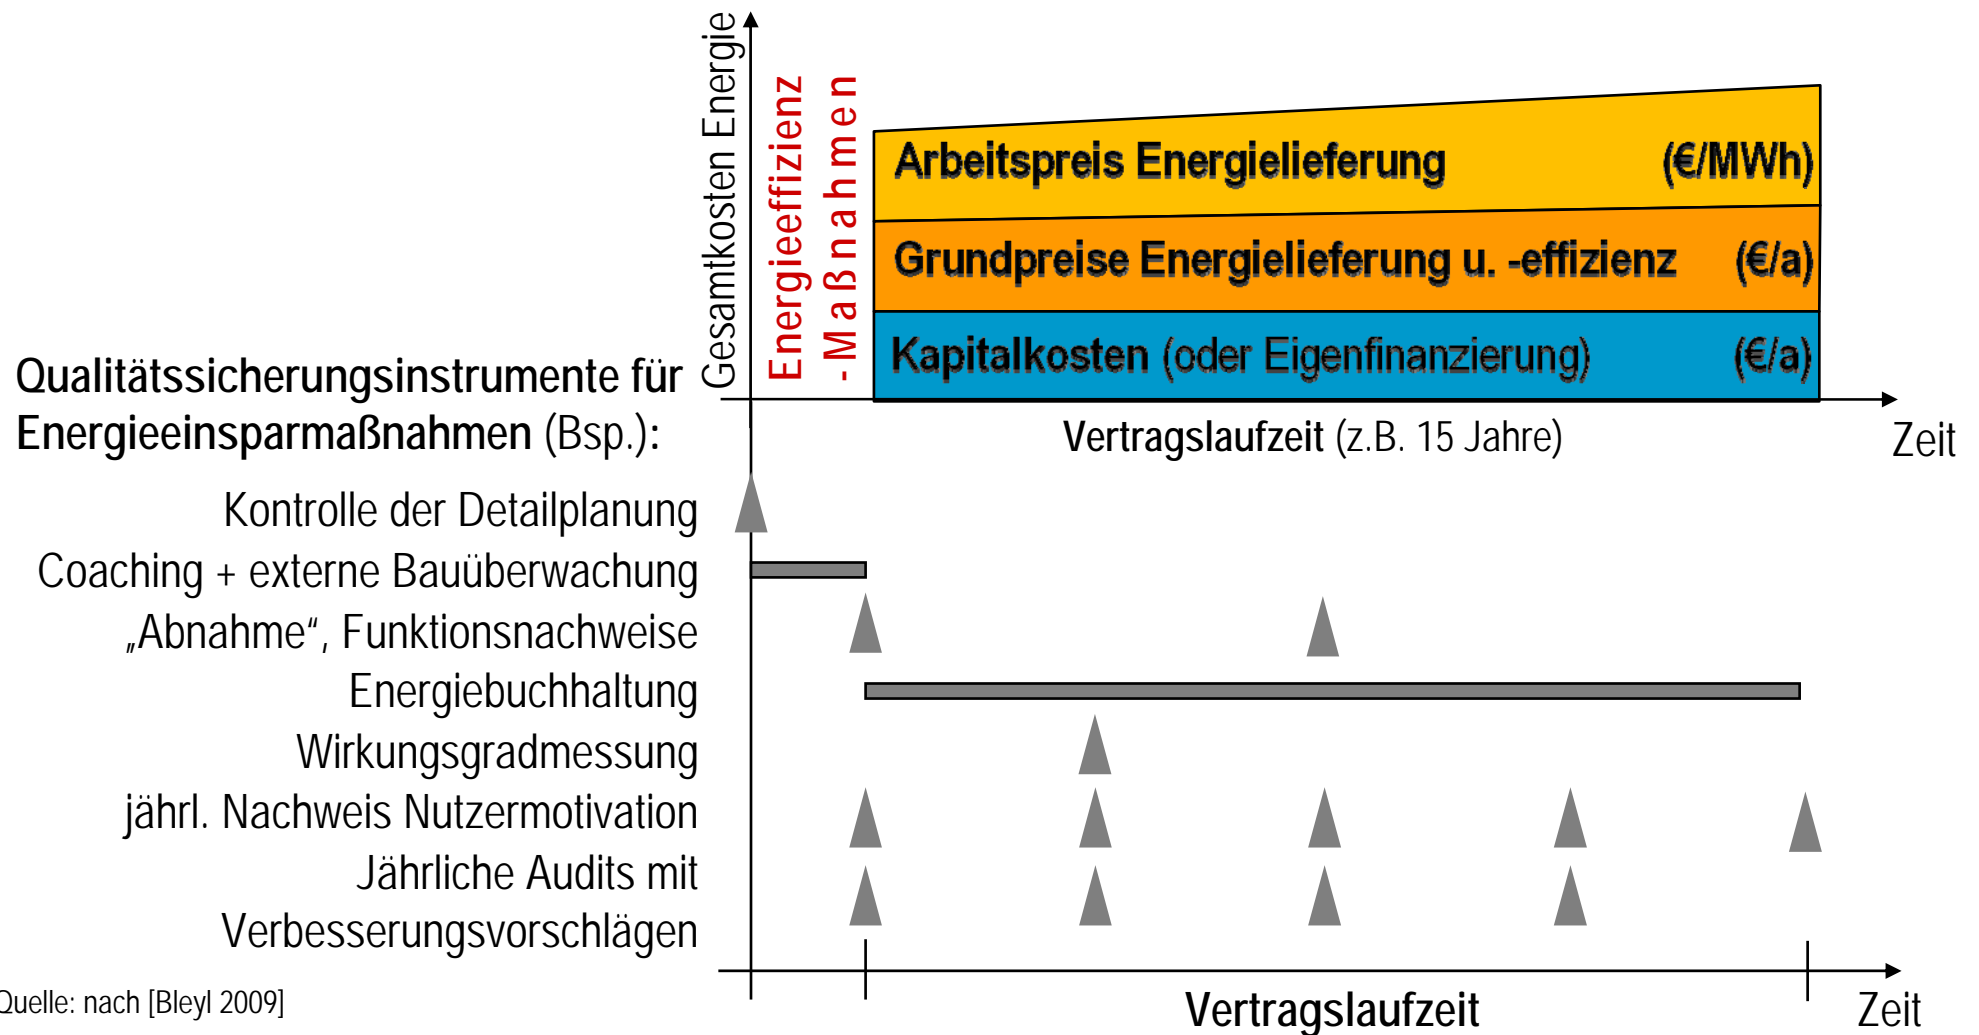 Gesamtkosten Energie
Energieeffizienz
-Maßnahmen
Arbeitspreis Energielieferung (€/MWh)
Grundpreise Energielieferung u. -effizienz (€/a)
Kapitalkosten (oder Eigenfinanzierung) (€/a)
Vertragslaufzeit (z.B. 15 Jahre)
Zeit
Qualitätssicherungsinstrumente für
Energieeinsparmaßnahmen (Bsp.):
Kontrolle der Detailplanung
Coaching + externe Bauüberwachung
„Abnahme“, Funktionsnachweise
Energiebuchhaltung
Wirkungsgradmessung
jährl. Nachweis Nutzermotivation
Jährliche Audits mit
Verbesserungsvorschlägen
Vertragslaufzeit
Zeit
Quelle: nach [Bleyl 2009]